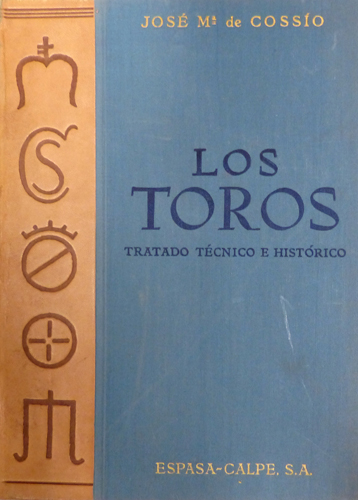 JOSÉ Mª de COSSÍO
LOS
TOROS
TRATADO TÉCNICO E HISTÓRICO
ESPASA-CALPE, S.A.